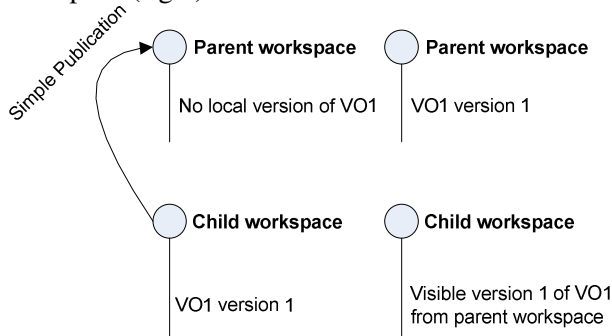 Simple Publication
Parent workspace
Parent workspace
No local version of VO1
VO1 version 1
Child workspace
Child workspace
VO1 version 1
Visible version 1 of VO1
from parent workspace